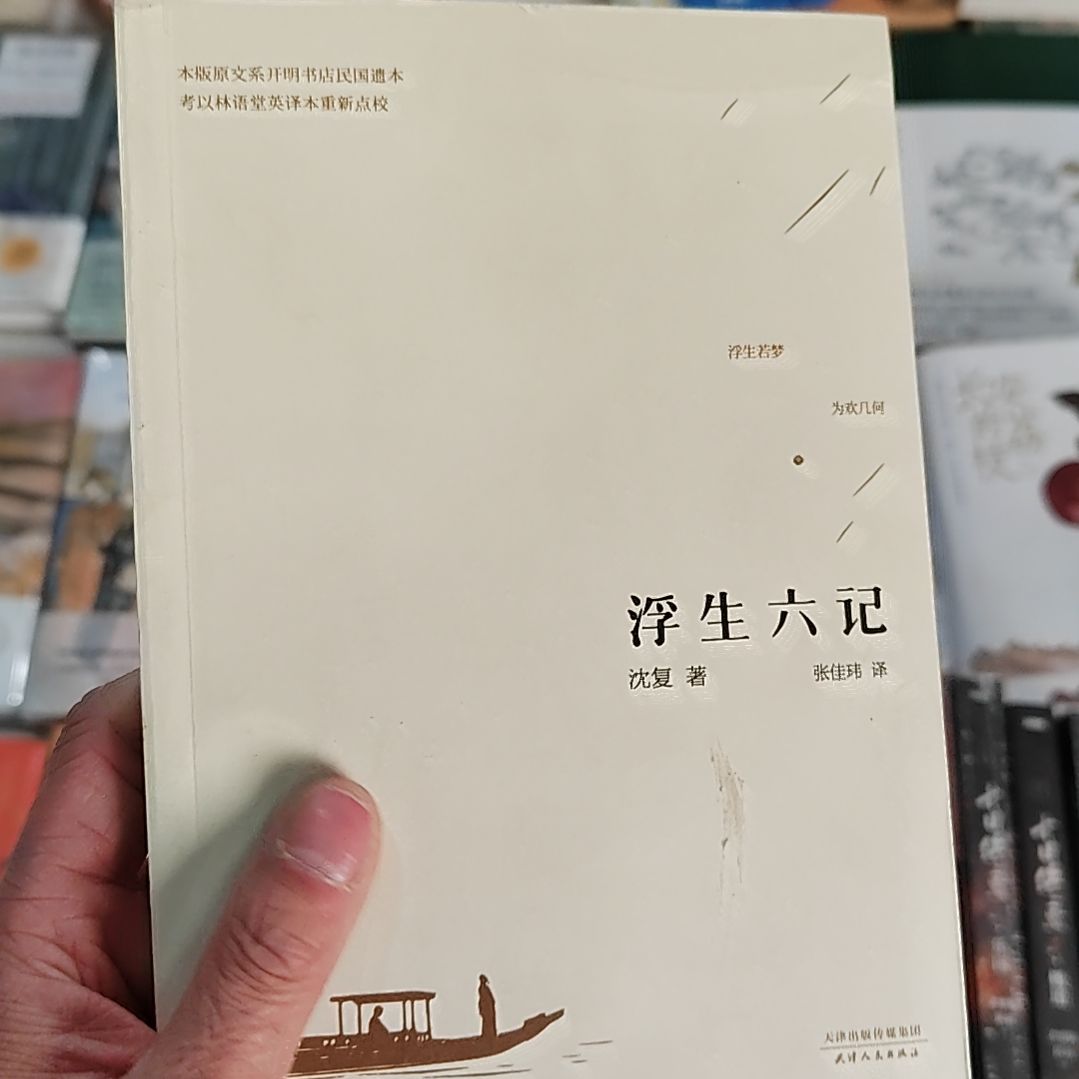 本版原文系开明书店民国遗本
考以林语堂英译本重新点校
浮生若梦
为欢几何
浮生六记
沈复 著
张佳玮 译
天津出版传媒集团
天津人民出版社